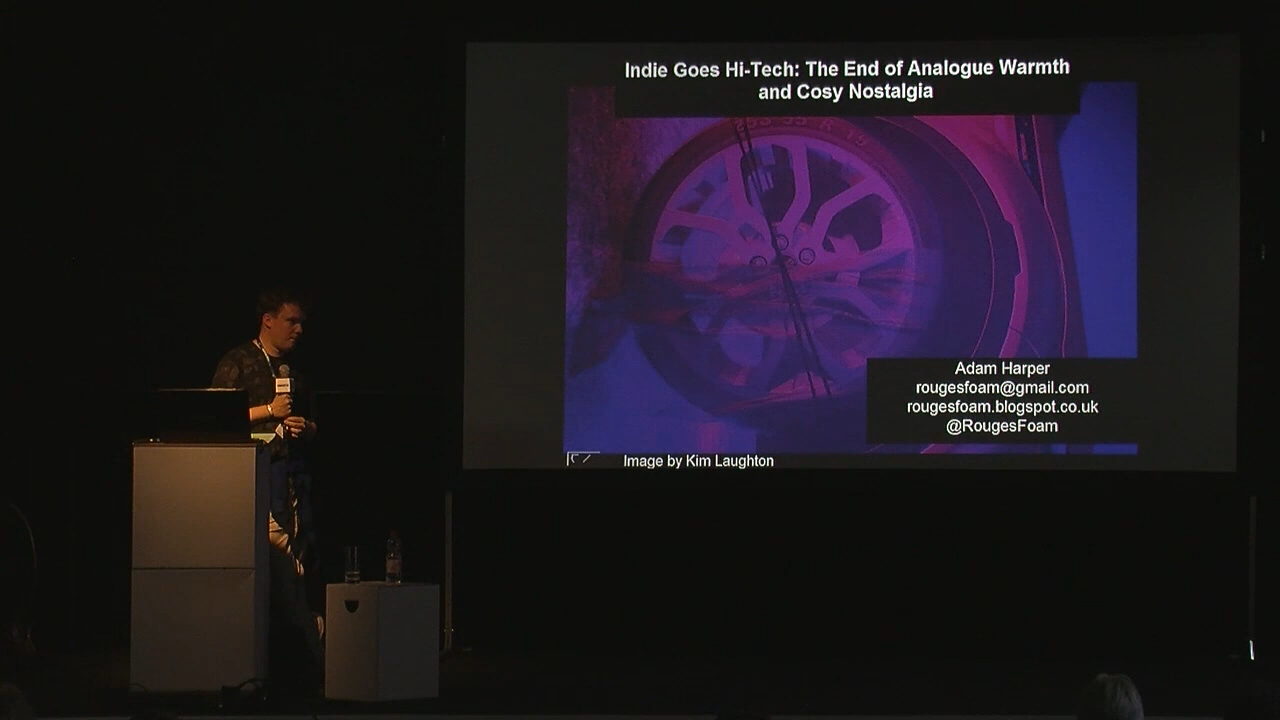 Indie Goes Hi-Tech: The End of Analogue Warmth
and Cosy Nostalgia
Adam Harper
rougesfoam@gmail.com
rougesfoam.blogspot.co.uk
@RougesFoam
Image by Kim Laughton